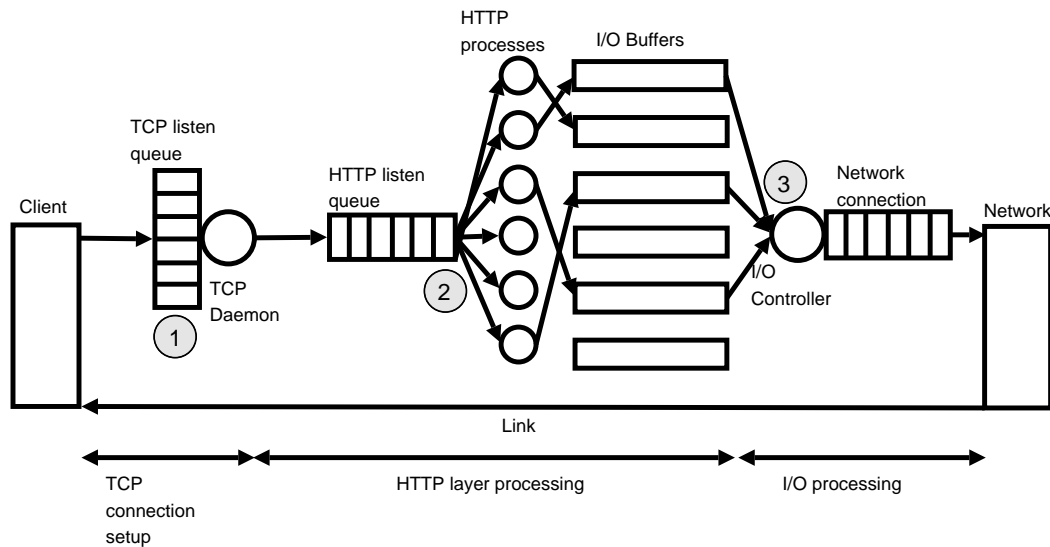 HTTP
processes
I/O Buffers
TCP listen
queue
HTTP listen
queue
3
Network
connection
Client
Network
TCP
Daemon
2
I/O
Controller
1
Link
TCP
connection
setup
HTTP layer processing
I/O processing